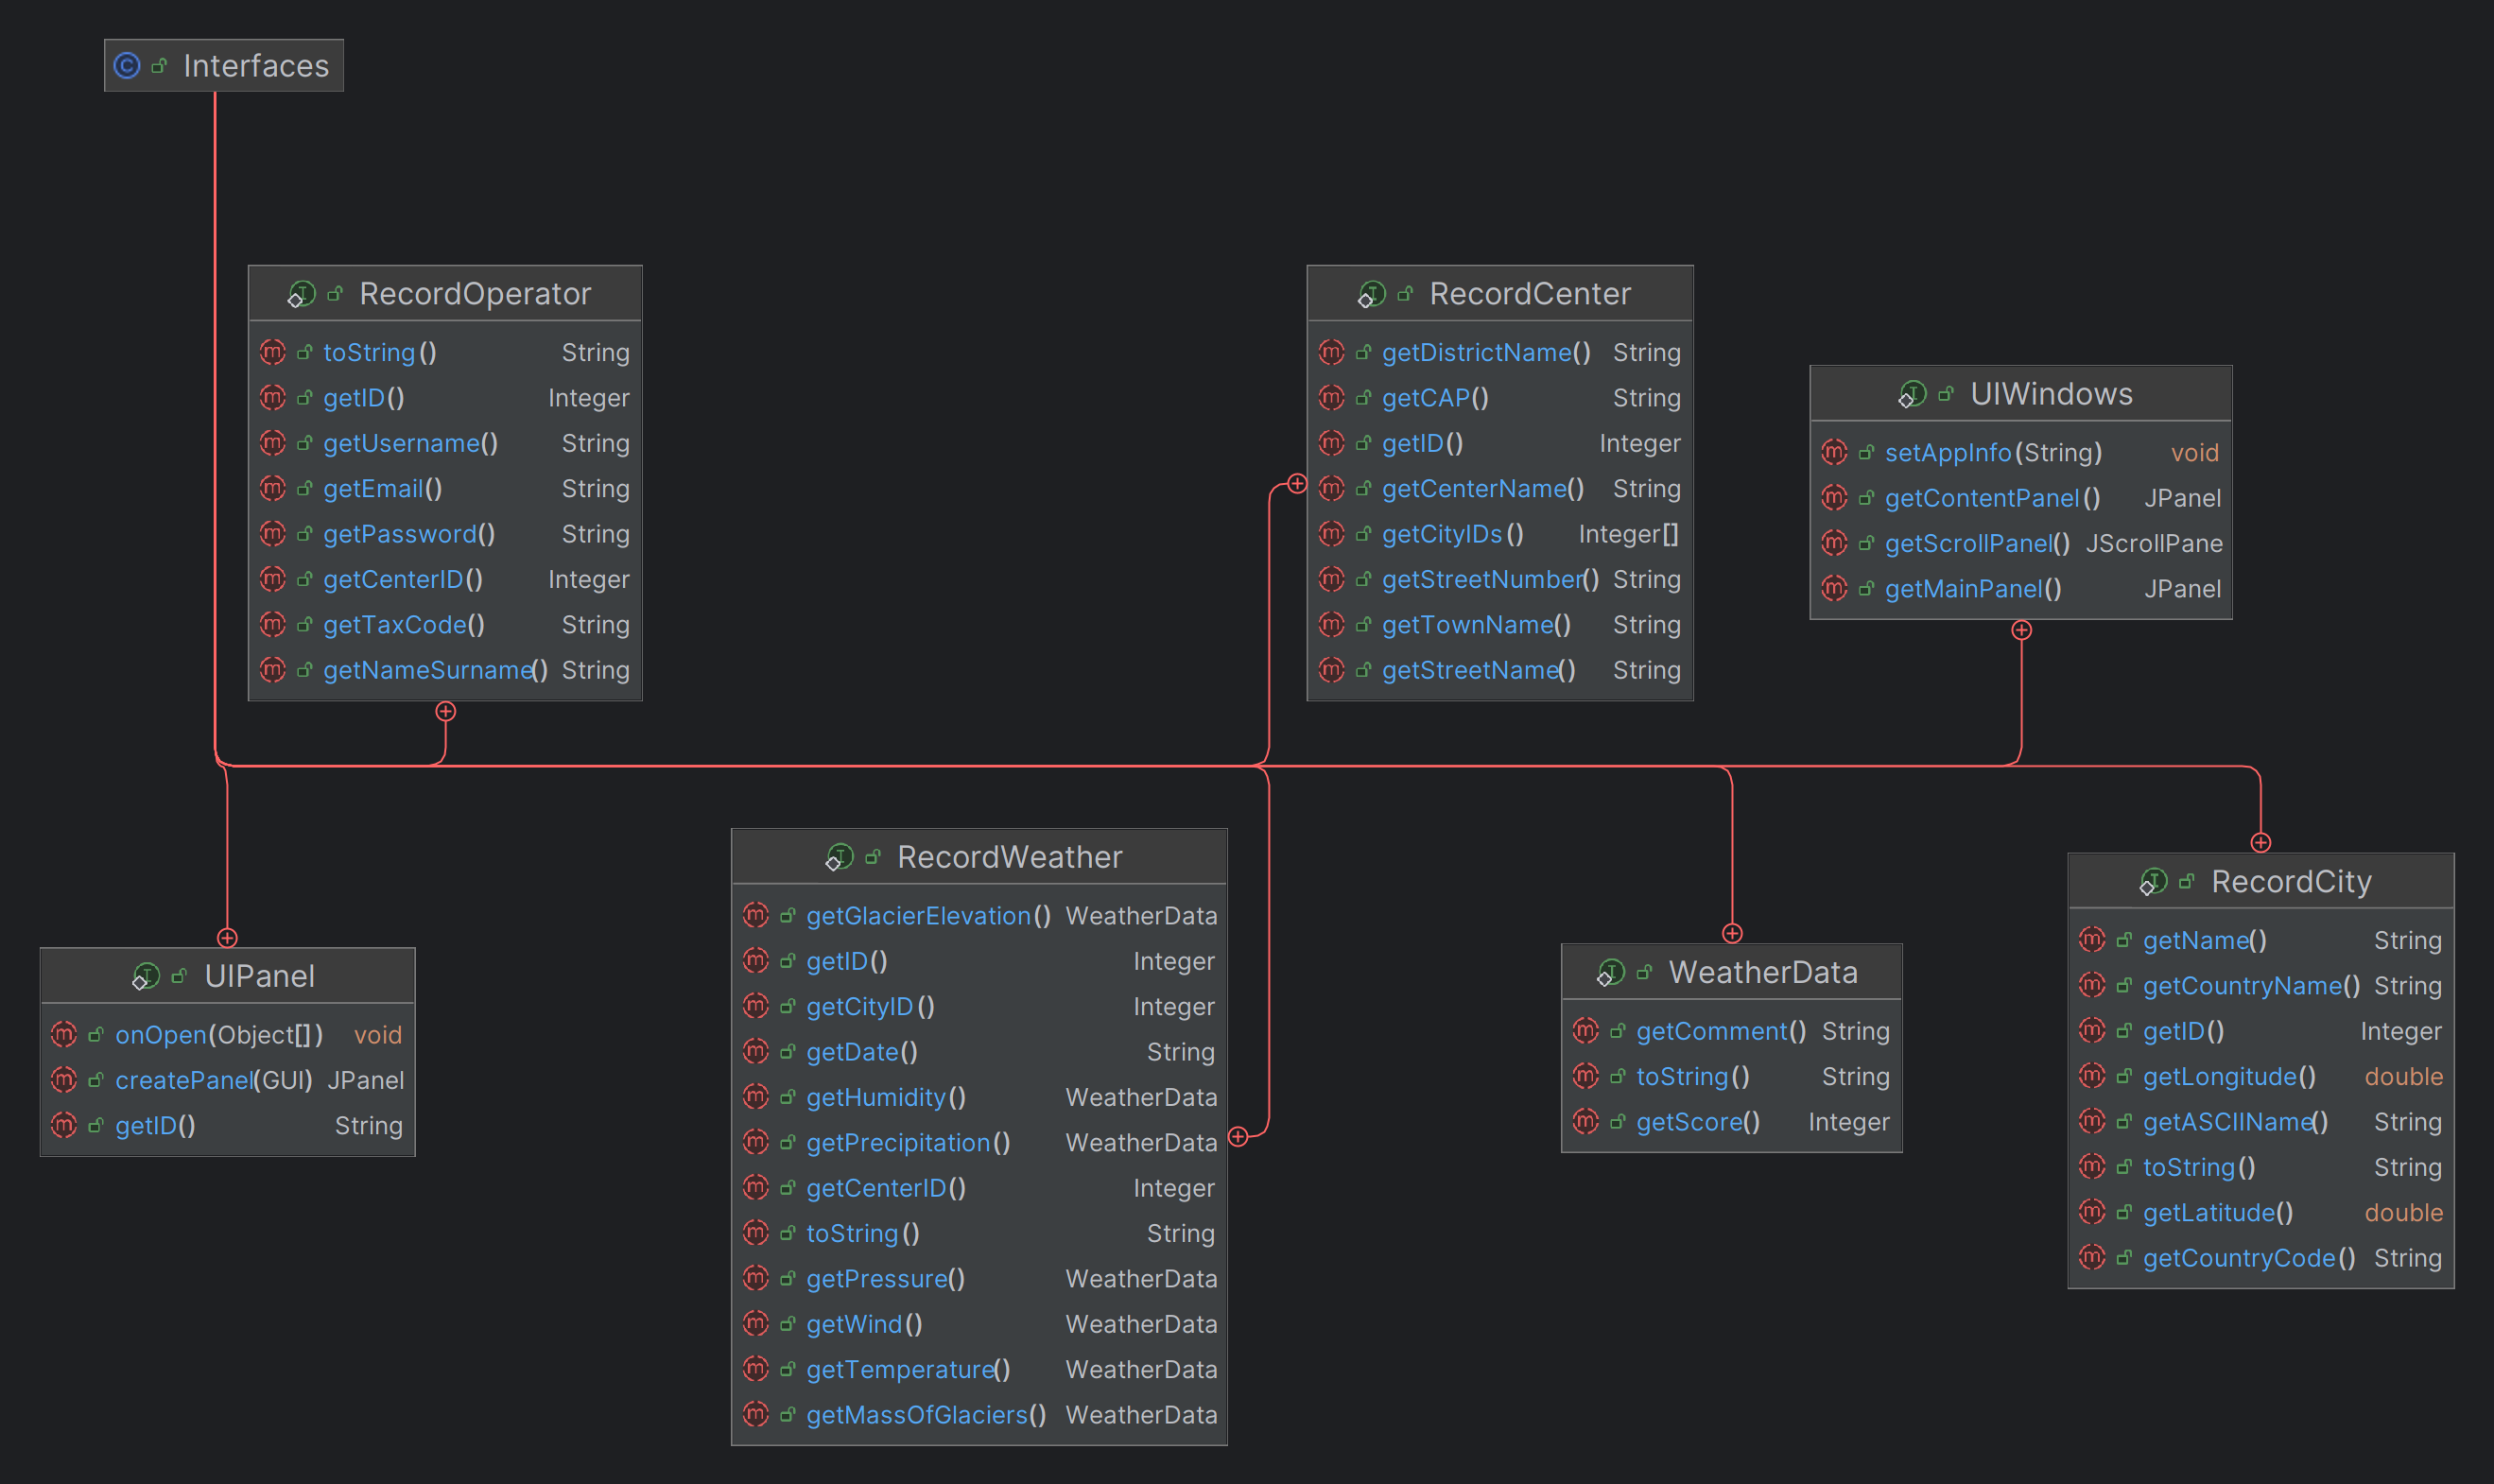 Interfaces
RecordOperator
toString() String
getID() Integer
getUsername() String
getEmail() String
getPassword() String
getCenterID() Integer
getTaxCode() String
getNameSurname() String
RecordCenter
getDistrictName() String
getCAP() String
getID() Integer
getCenterName() String
getCityIDs() Integer[]
getStreetNumber() String
getTownName() String
getStreetName() String
UIWindows
setAppInfo(String) void
getContentPanel() JPanel
getScrollPanel() JScrollPane
getMainPanel() JPanel
UIPanel
onOpen(Object[]) void
createPanel(GUI) JPanel
getID() String
RecordWeather
getGlacierElevation() WeatherData
getID() Integer
getCityID() Integer
getDate() String
getHumidity() WeatherData
getPrecipitation() WeatherData
getCenterID() Integer
toString() String
getPressure() WeatherData
getWind() WeatherData
getTemperature() WeatherData
getMassOfGlaciers() WeatherData
WeatherData
getComment() String
toString() String
getScore() Integer
RecordCity
getName() String
getCountryName() String
getID() Integer
getLongitude() double
getASCIIName() String
toString() String
getLatitude() double
getCountryCode() String